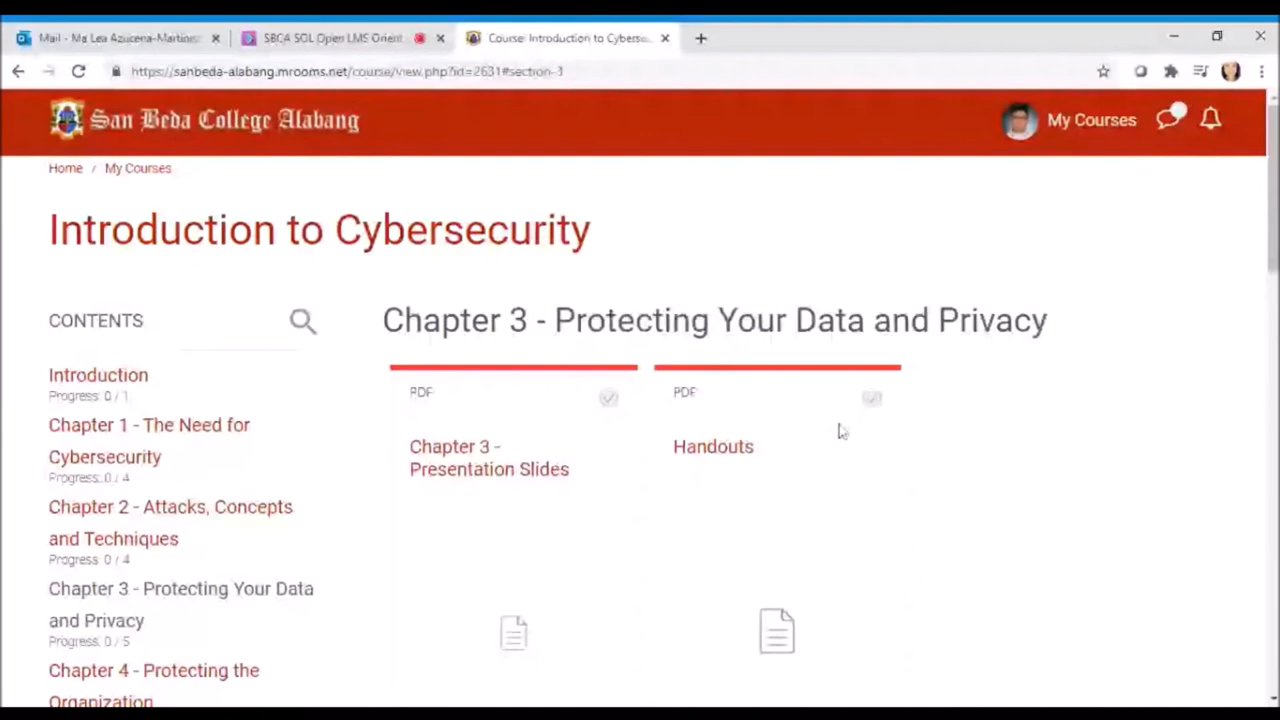 Mail - Ma Lea Azucena-Martinez
SBCA SOL Open LMS Orient
Course: Introduction to Cyberse
https://sanbeda-alabang.mrooms.net/course/view.php?id=2631#section-3
San Beda College Alabang
My Courses
Home / My Courses
Introduction to Cybersecurity
CONTENTS
Introduction
Progress: 0 / 1
Chapter 1 - The Need for
Cybersecurity
Progress: 0 / 4
Chapter 2 - Attacks, Concepts
and Techniques
Progress: 0 / 4
Chapter 3 - Protecting Your Data
and Privacy
Progress: 0 / 5
Chapter 4 - Protecting the
Organization
Chapter 3 - Protecting Your Data and Privacy
PDF
Chapter 3 -
Presentation Slides
PDF
Handouts